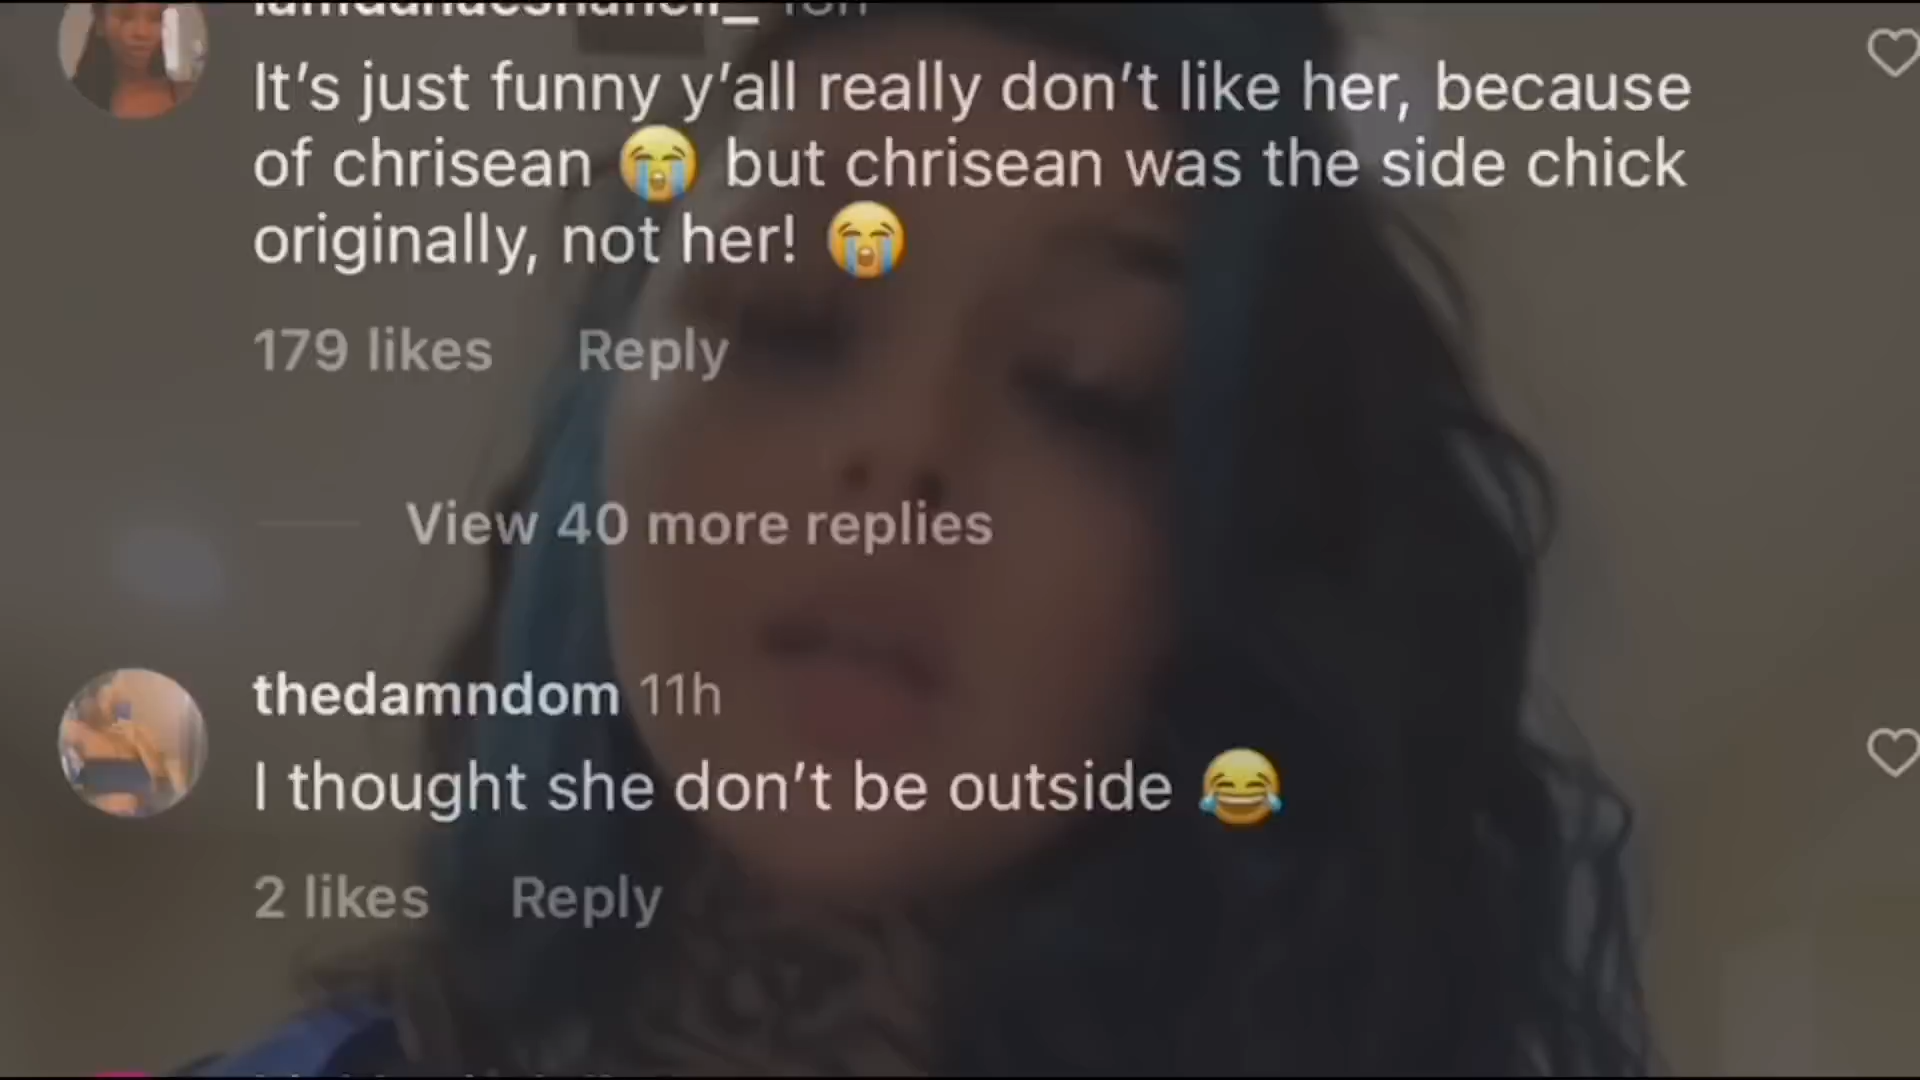 It's just funny y'all really don't like her, because
of chrisean 😭 but chrisean was the side chick
originally, not her! 😭
179 likes Reply
View 40 more replies
thedamndom 11h
I thought she don't be outside 😂
2 likes Reply